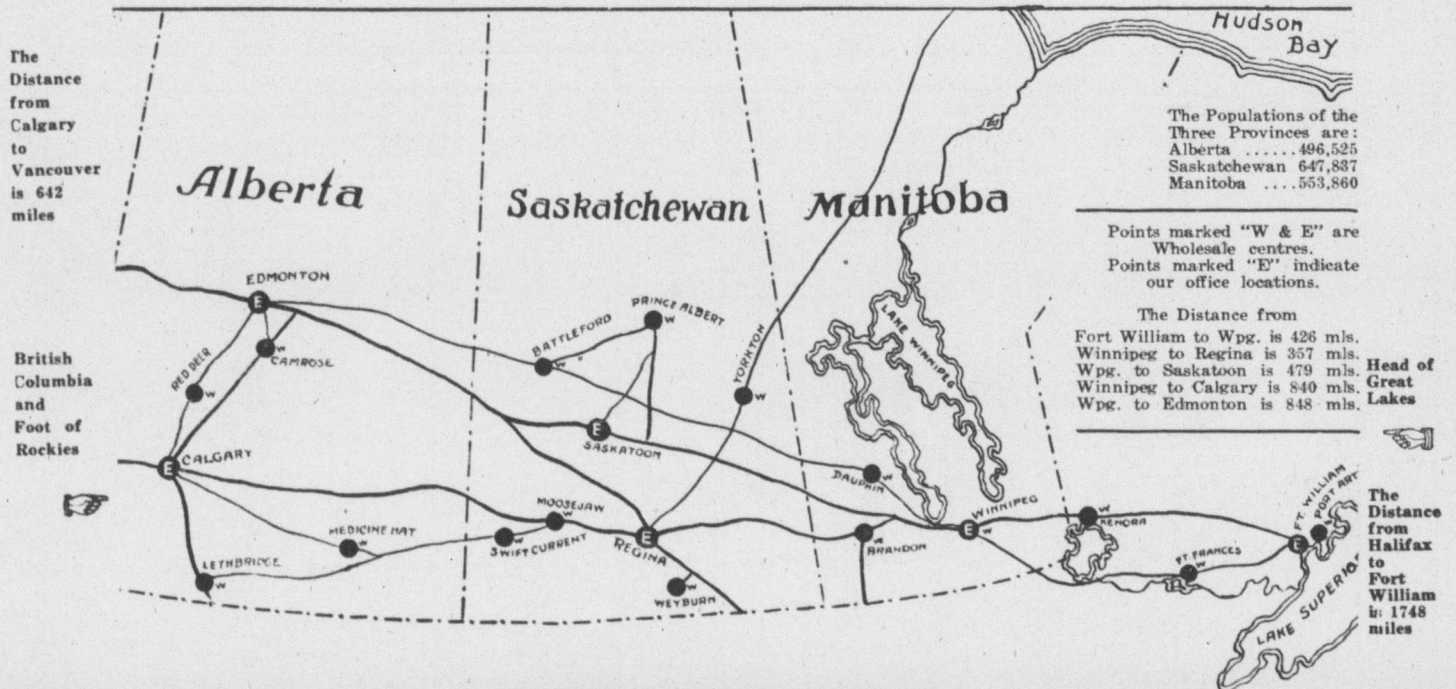 The
Distance
from
Calgary
to
Vancouver
is 642
miles
British
Columbia
and
Foot of
Rockies
Alberta
Saskatchewan
Manitoba
Hudson
Bay
The Populations of the
Three Provinces are:
Alberta ......496,525
Saskatchewan 647,837
Manitoba ....553,860
Points marked "W & E" are
Wholesale centres.
Points marked "E" indicate
our office locations.
The Distance from
Fort William to Wpg. is 426 mls.
Winnipeg to Regina is 357 mls.
Wpg. to Saskatoon is 479 mls.
Winnipeg to Calgary is 840 mls.
Wpg. to Edmonton is 848 mls.
Head of
Great
Lakes
The
Distance
from
Halifax
to
Fort
William
is 1748
miles
EDMONTON
E
W
CAMROSE
RED DEER
W
E
CALGARY
MEDICINE HAT
W
LETHBRIDGE
W
BATTLEFORD
W
PRINCE ALBERT
W
E
SASKATOON
YORKTON
W
MOOSEJAW
W
SWIFT CURRENT
W
E
REGINA
W
WEYBURN
LAKE WINNIPEG
DAUPHIN
W
W
BRANDON
WINNIPEG
E
W
W
KENORA
FT. FRANCES
W
E
FT. WILLIAM
PORT ART
LAKE SUPERIOR